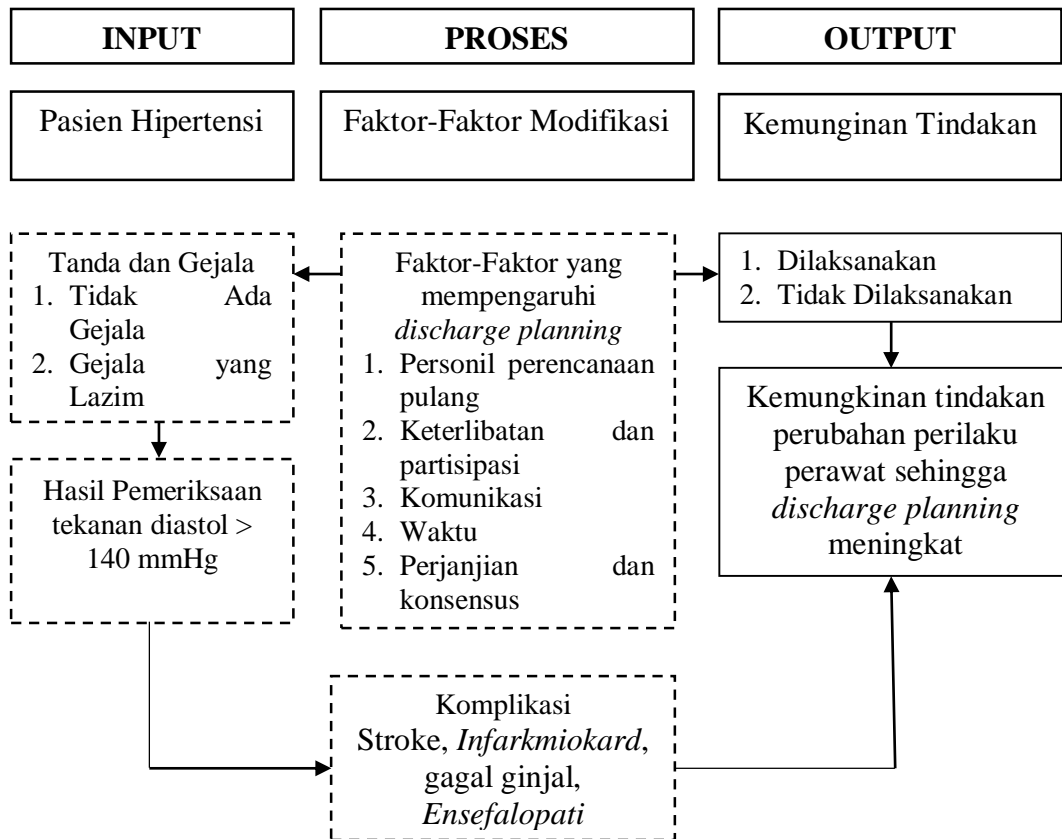 INPUT
PROSES
OUTPUT
Pasien Hipertensi
Faktor-Faktor Modifikasi
Kemunginan Tindakan
Tanda dan Gejala
1. Tidak Ada
Gejala
2. Gejala yang
Lazim
Faktor-Faktor yang
mempengaruhi
discharge planning
1. Personil perencanaan
pulang
2. Keterlibatan dan
partisipasi
3. Komunikasi
4. Waktu
5. Perjanjian dan
konsensus
1. Dilaksanakan
2. Tidak Dilaksanakan
Hasil Pemeriksaan
tekanan diastol >
140 mmHg
Kemungkinan tindakan
perubahan perilaku
perawat sehingga
discharge planning
meningkat
Komplikasi
Stroke, Infarkmiokard,
gagal ginjal,
Ensefalopati